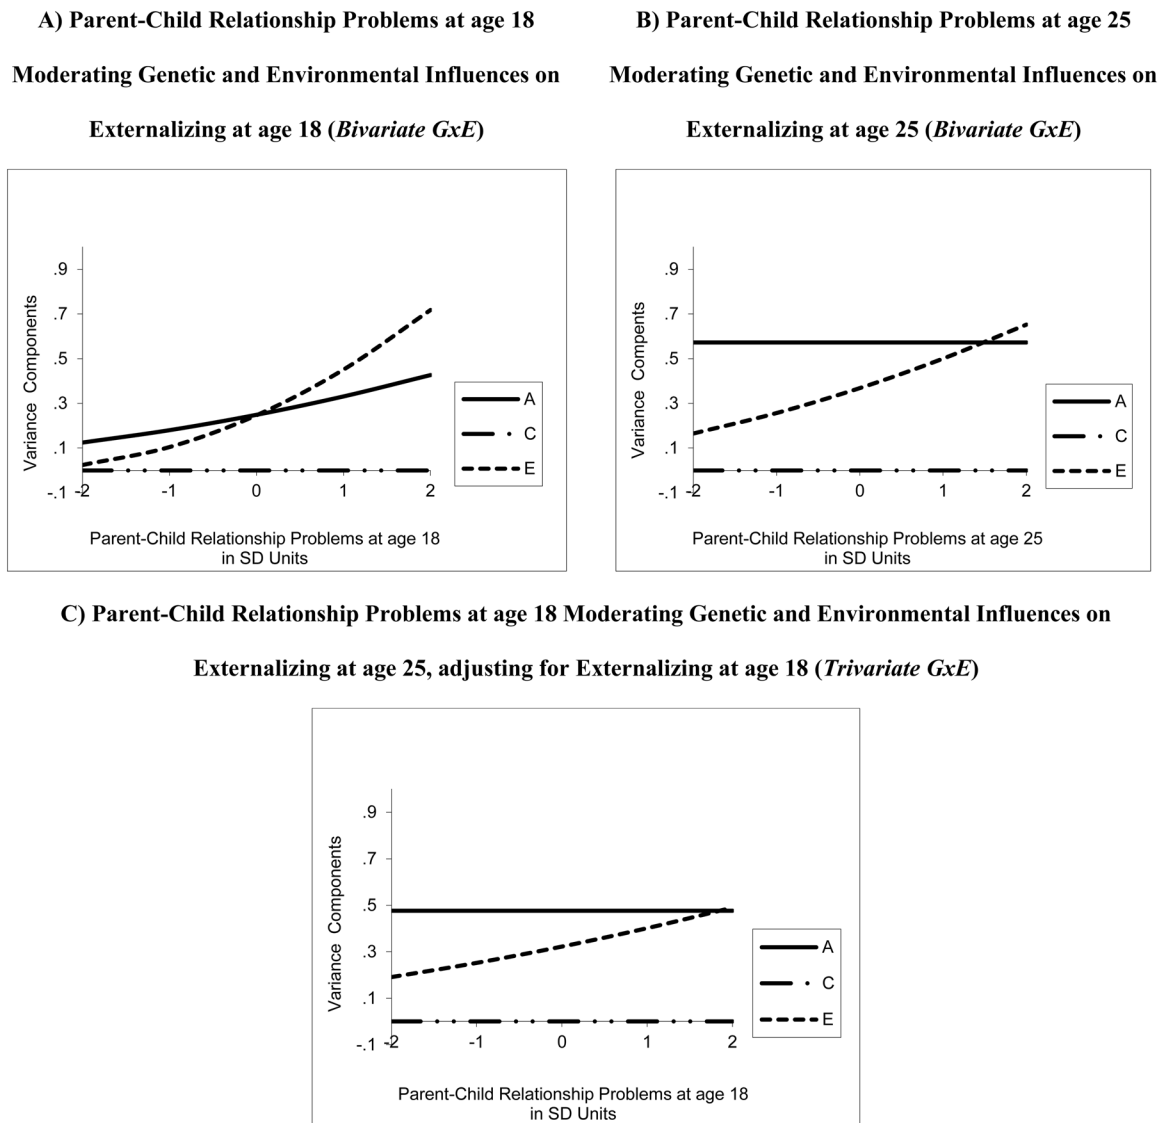 A) Parent-Child Relationship Problems at age 18
Moderating Genetic and Environmental Influences on
Externalizing at age 18 (Bivariate GxE)
Variance Components
.9
.7
.5
.3
.1
-.1
-2
-1
0
1
2
A
C
E
Parent-Child Relationship Problems at age 18
in SD Units
B) Parent-Child Relationship Problems at age 25
Moderating Genetic and Environmental Influences on
Externalizing at age 25 (Bivariate GxE)
Variance Compents
.9
.7
.5
.3
.1
-.1
-2
-1
0
1
2
A
C
E
Parent-Child Relationship Problems at age 25
in SD Units
C) Parent-Child Relationship Problems at age 18 Moderating Genetic and Environmental Influences on
Externalizing at age 25, adjusting for Externalizing at age 18 (Trivariate GxE)
Variance Components
.9
.7
.5
.3
.1
-.1
-2
-1
0
1
2
A
C
E
Parent-Child Relationship Problems at age 18
in SD Units